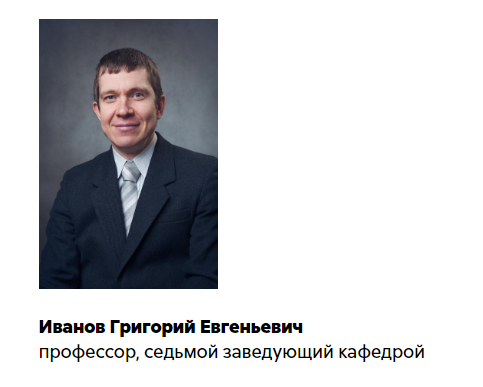 Иванов Григорий Евгеньевич
профессор, седьмой заведующий кафедрой